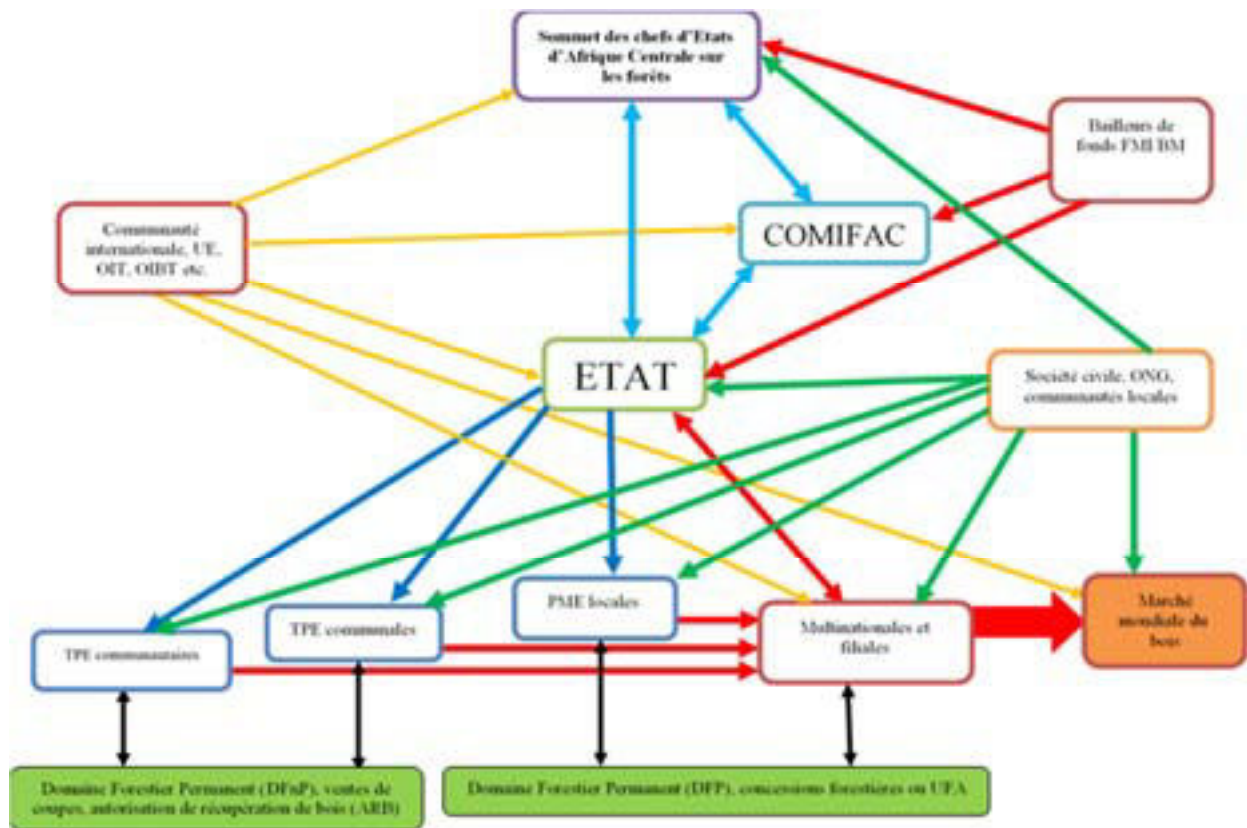 Sommet des chefs d'Etats
d'Afrique Centrale sur
les forêts
Bailleurs de
fonds FMI BM
Communauté
internationale, UE,
OIT, OIBT etc.
COMIFAC
ETAT
Société civile, ONG,
communautés locales
PME locales
TPE communales
TPE communautaires
Multinationales et
filiales
Marché
mondiale du
bois
Domaine Forestier Permanent (DFnP), ventes de
coupes, autorisation de récupération de bois (ARB)
Domaine Forestier Permanent (DFP), concessions forestières ou UFA